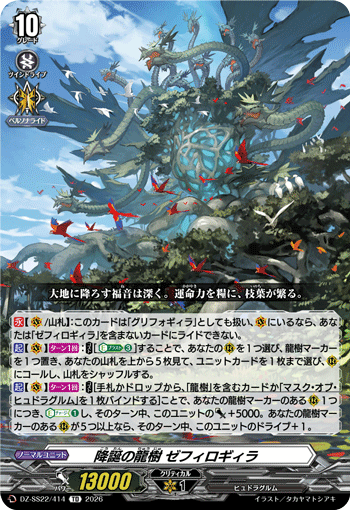 10
グレード
ツインドライブ
ペルソナライド
大地に降ろす福音は深く。運命力を糧に、枝葉が繁る。
永【/山札】:このカードは「グリフォギィラ」としても扱い、にいるなら、あな
たは「ゼフィロギィラ」を含まないカードにライドできない。
起【】【ターン1回】:【することで、あなたのを1つ選び、龍樹マーカー
を1つ置き、あなたの山札を上から5枚見て、ユニットカードを1枚まで選び、
にコールし、山札をシャッフルする。
起【】【ターン1回】:【手札かドロップから、「龍樹」を含むカードか「マスク・オブ・
ヒュドラグルム」を1枚することで、あなたの龍樹マーカーのある1つ
につき、1し、そのターン中、このユニットの+5000。あなたの龍樹マー
カーのあるが5つ以上なら、そのターン中、このユニットのドライブ+1。
ノーマルユニット
降誕の龍樹 ゼフィロギィラ
パワー 13000
クリティカル
1
ヒュドラグルム
DZ-SS22/414 TD 2026
イラスト/タカヤマトシアキ